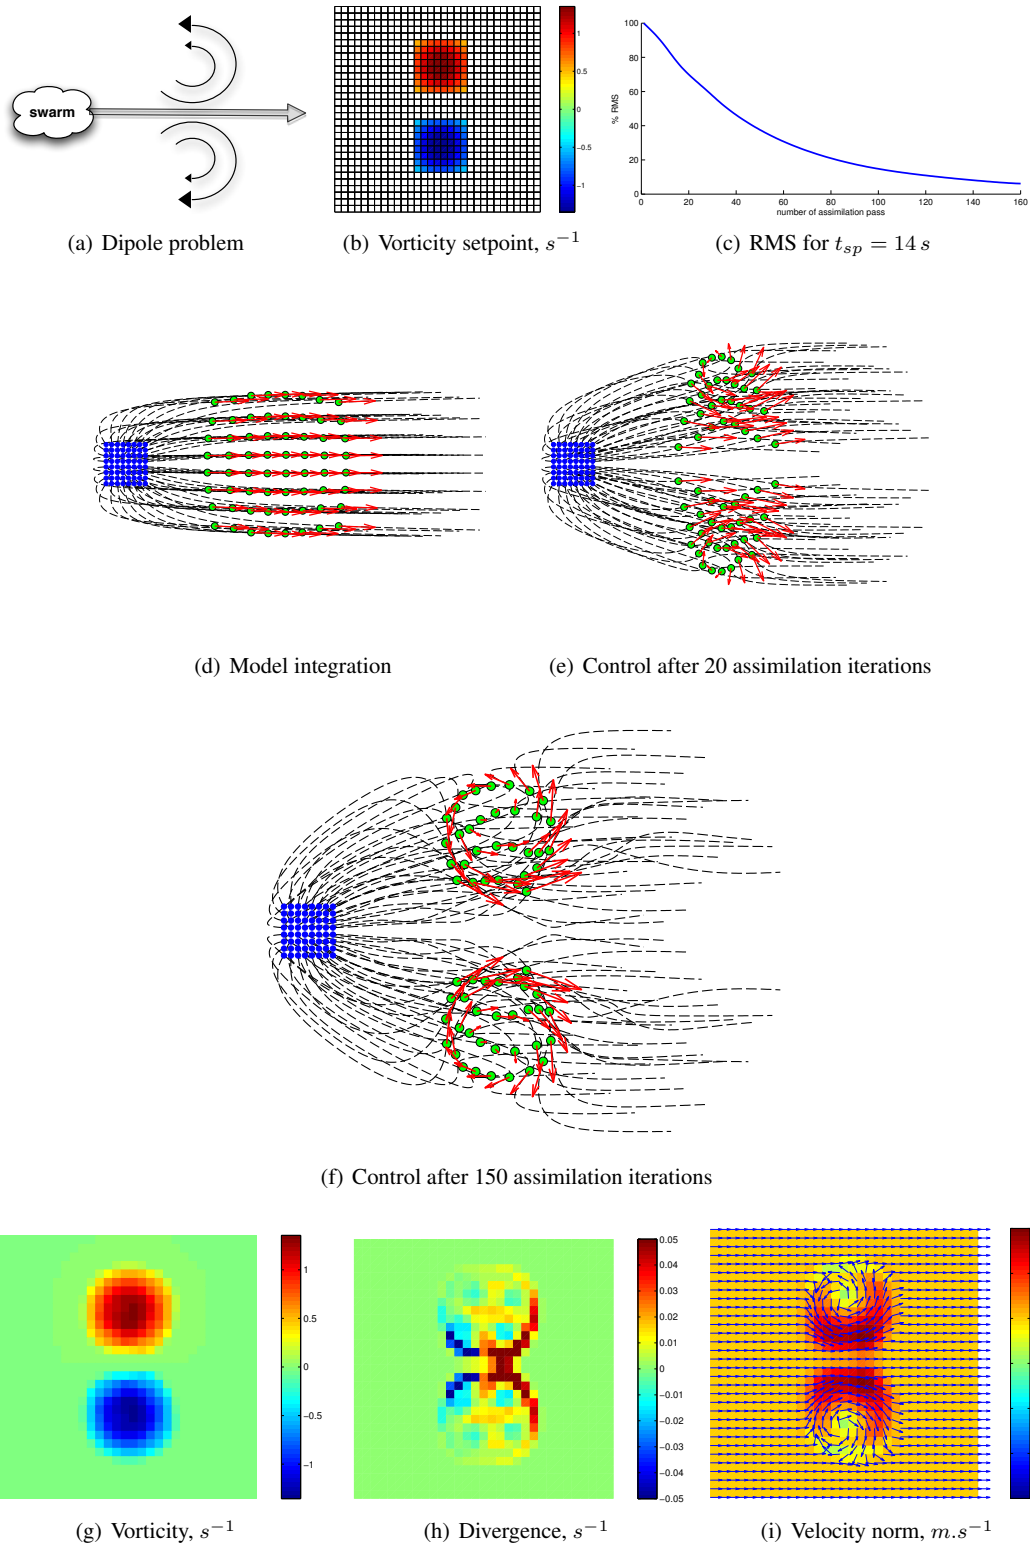 swarm
1
0.5
0
−0.5
−1
100
80
60
40
20
0
% RMS
0 20 40 60 80 100 120 140 160
number of assimilation pass
(a) Dipole problem
(b) Vorticity setpoint, s⁻¹
(c) RMS for t_sp = 14 s
(d) Model integration
(e) Control after 20 assimilation iterations
(f) Control after 150 assimilation iterations
1
0.5
0
−0.5
−1
0.05
0.04
0.03
0.02
0.01
0
−0.01
−0.02
−0.03
−0.04
−0.05
(g) Vorticity, s⁻¹
(h) Divergence, s⁻¹
(i) Velocity norm, m.s⁻¹